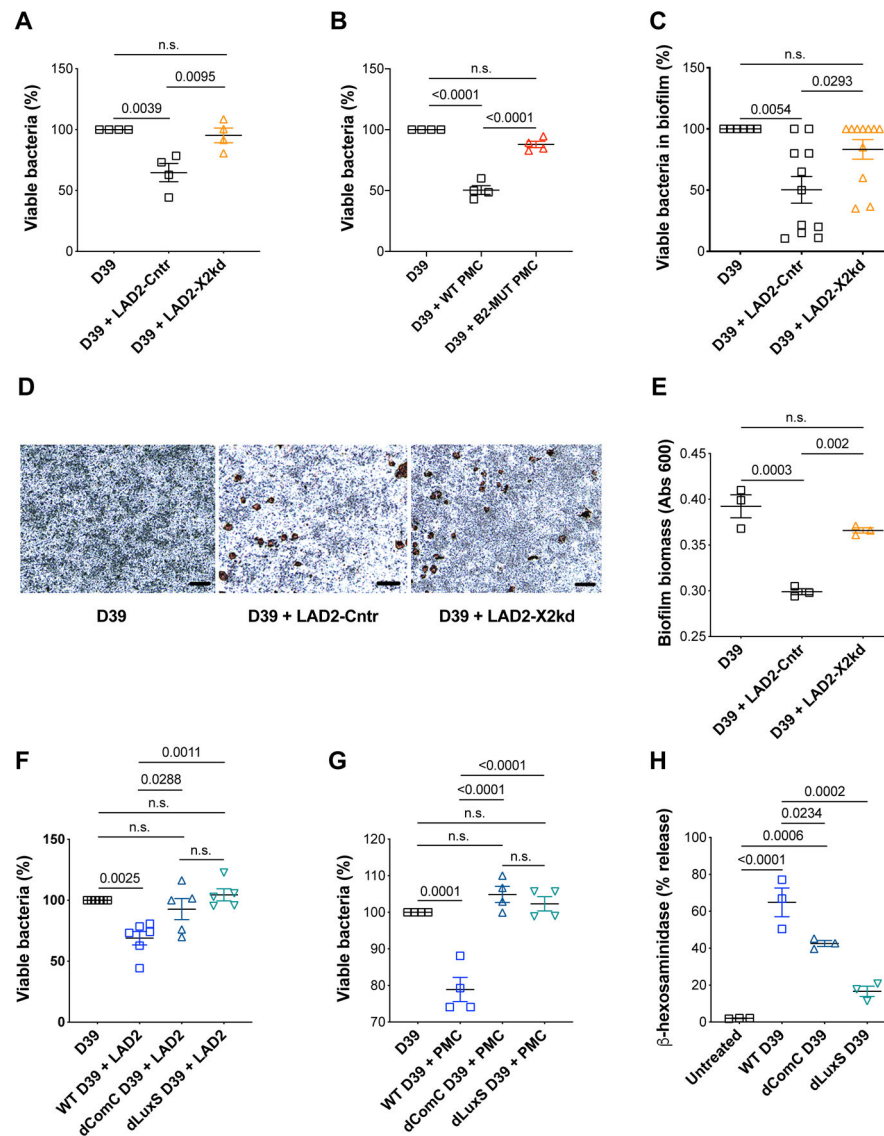 A
n.s.
0.0095
0.0039
Viable bacteria (%)
150
100
50
0
D39
D39 + LAD2-Cntr
D39 + LAD2-X2kd
B
n.s.
<0.0001
<0.0001
Viable bacteria (%)
150
100
50
0
D39
D39 + WT PMC
D39 + B2-MUT PMC
C
n.s.
0.0293
0.0054
Viable bacteria in biofilm (%)
150
100
50
0
D39
D39 + LAD2-Cntr
D39 + LAD2-X2kd
D
D39
D39 + LAD2-Cntr
D39 + LAD2-X2kd
E
n.s.
0.002
0.0003
Biofilm biomass (Abs 600)
0.45
0.40
0.35
0.30
0.25
D39
D39 + LAD2-Cntr
D39 + LAD2-X2kd
F
0.0011
0.0288
n.s.
n.s.
n.s.
0.0025
Viable bacteria (%)
150
100
50
0
D39
WT D39 + LAD2
dComC D39 + LAD2
dLuxS D39 + LAD2
G
<0.0001
<0.0001
n.s.
n.s.
n.s.
0.0001
Viable bacteria (%)
120
110
100
90
80
70
D39
WT D39 + PMC
dComC D39 + PMC
dLuxS D39 + PMC
H
0.0002
0.0234
0.0006
<0.0001
β-hexosaminidase (% release)
100
80
60
40
20
0
Untreated
WT D39
dComC D39
dLuxS D39